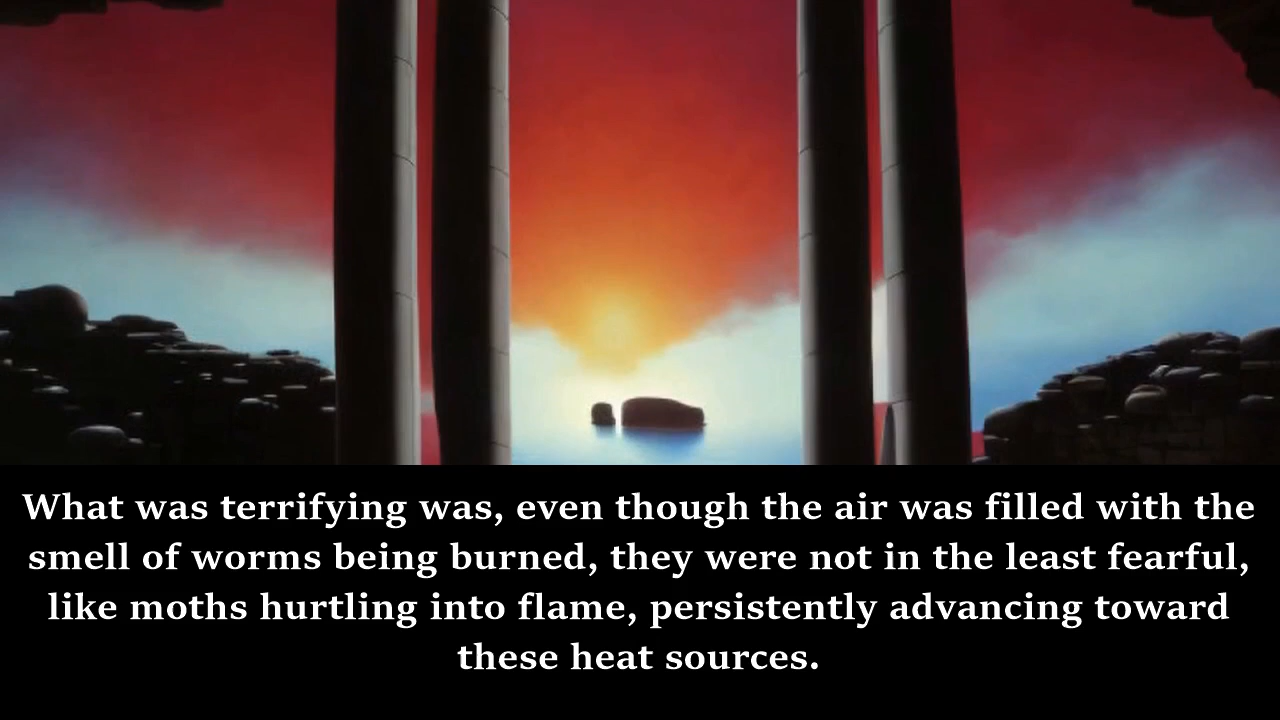 What was terrifying was, even though the air was filled with the
smell of worms being burned, they were not in the least fearful,
like moths hurtling into flame, persistently advancing toward
these heat sources.